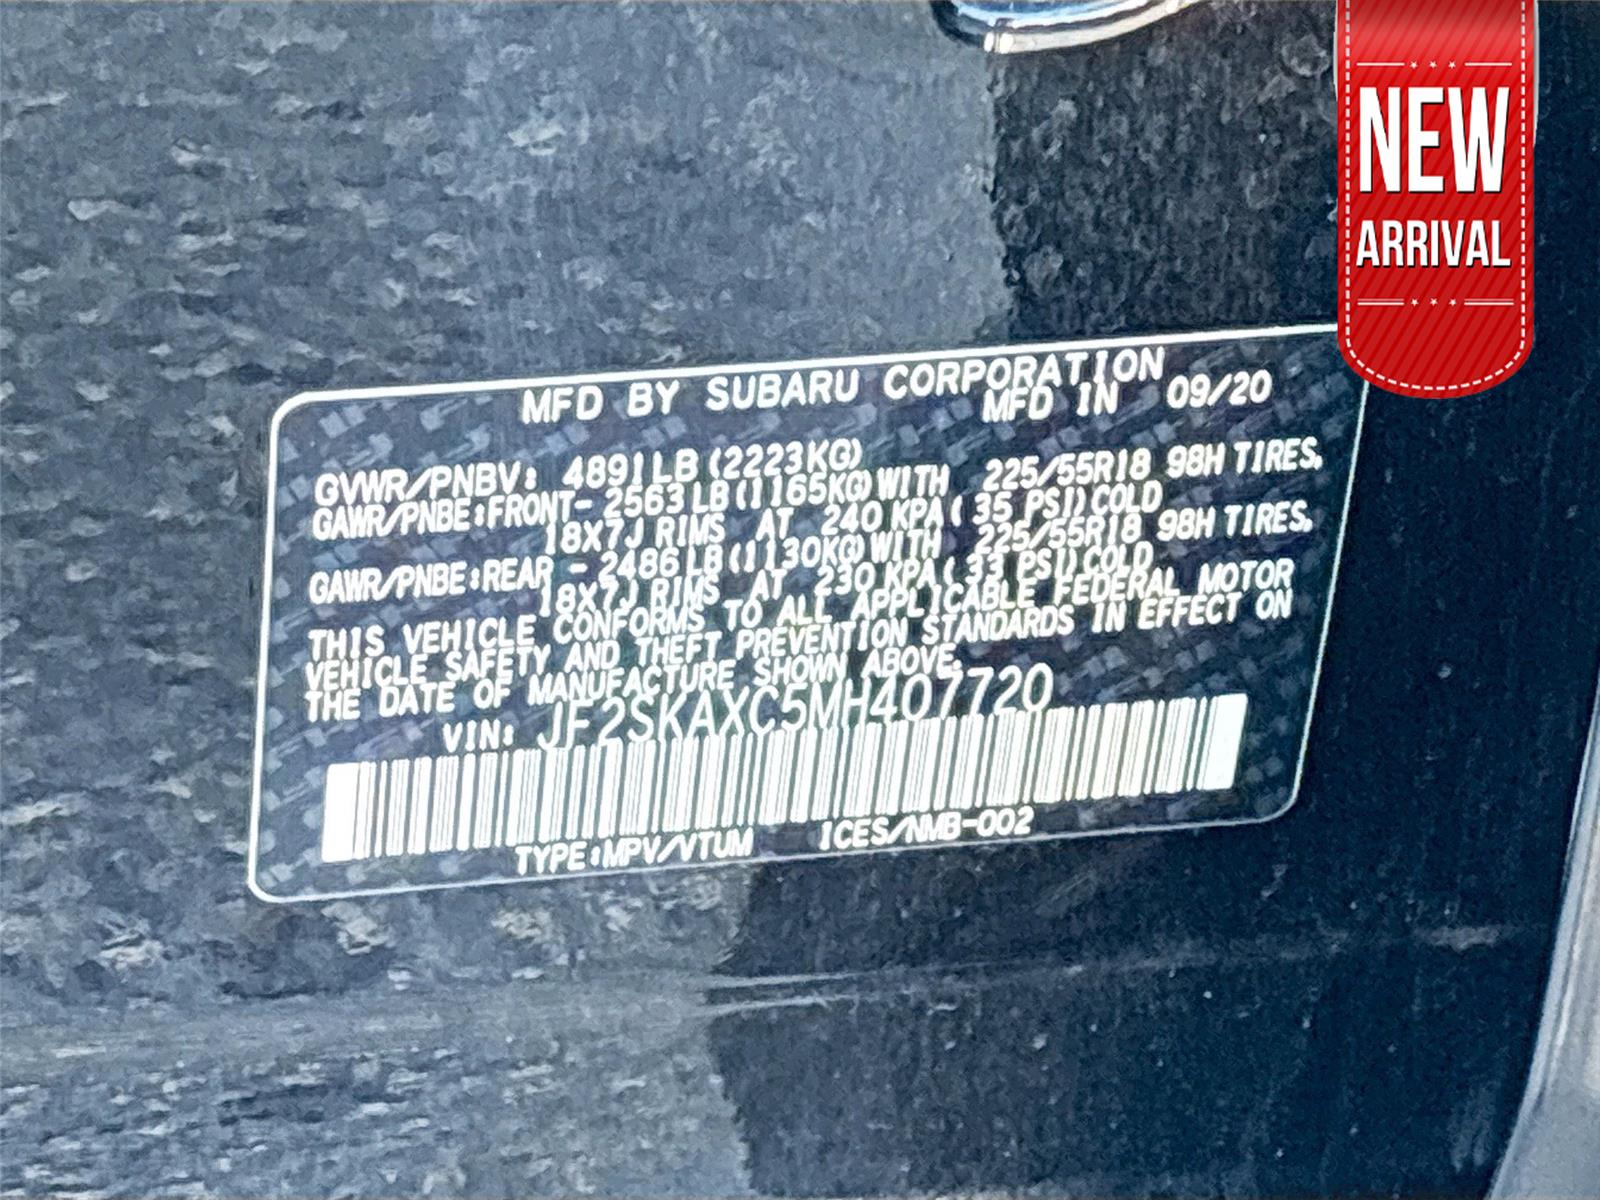 NEW
ARRIVAL
MFD BY SUBARU CORPORATION
MFD IN 09/20
GVWR/PNBV: 4891LB (2223KG)
GAWR/PNBE:FRONT- 2563LB(1165KG)WITH 225/55R18 98H TIRES,
18X7J RIMS AT 240 KPA( 35 PSI)COLD
GAWR/PNBE:REAR - 2486LB(1130KG)WITH 225/55R18 98H TIRES,
18X7J RIMS AT 230 KPA( 33 PSI)COLD
THIS VEHICLE CONFORMS TO ALL APPLICABLE FEDERAL MOTOR
VEHICLE SAFETY AND THEFT PREVENTION STANDARDS IN EFFECT ON
THE DATE OF MANUFACTURE SHOWN ABOVE.
VIN: JF2SKAXC5MH407720
TYPE:MPV/VTUM ICES/NMB-002